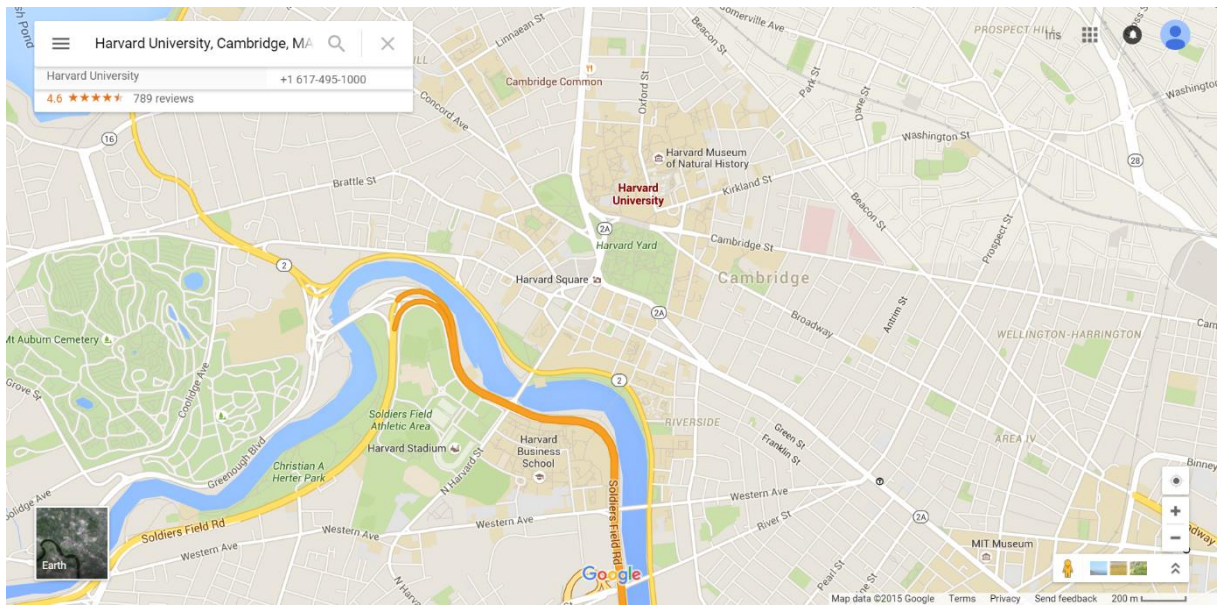 Harvard University, Cambridge, MA
Harvard University
+1 617-495-1000
4.6
789 reviews
Linnaean St
Somerville Ave
Beacon St
PROSPECT HILL
Washington
Cambridge Common
Oxford St
Park St
Dane St
Concord Ave
16
Washington St
28
Harvard Museum
of Natural History
Brattle St
Kirkland St
Harvard
University
Beacon St
Prospect St
2A
Harvard Yard
Cambridge St
2
Harvard Square
Cambridge
2A
Broadway
Antrim St
WELLINGTON-HARRINGTON
Mt Auburn Cemetery
Coolidge Ave
Grove St
2
Soldiers Field
Athletic Area
RIVERSIDE
Green St
Franklin St
AREA IV
Harvard Stadium
Harvard
Business
School
Greenough Blvd
Christian A
Herter Park
N Harvard St
Binney
Soldiers Field Rd
Soldiers Field Rd
Western Ave
Western Ave
Western Ave
Western Ave
River St
2A
MIT Museum
Pearl St
Earth
Google
Map data ©2015 Google
Terms
Privacy
Send feedback
200 m